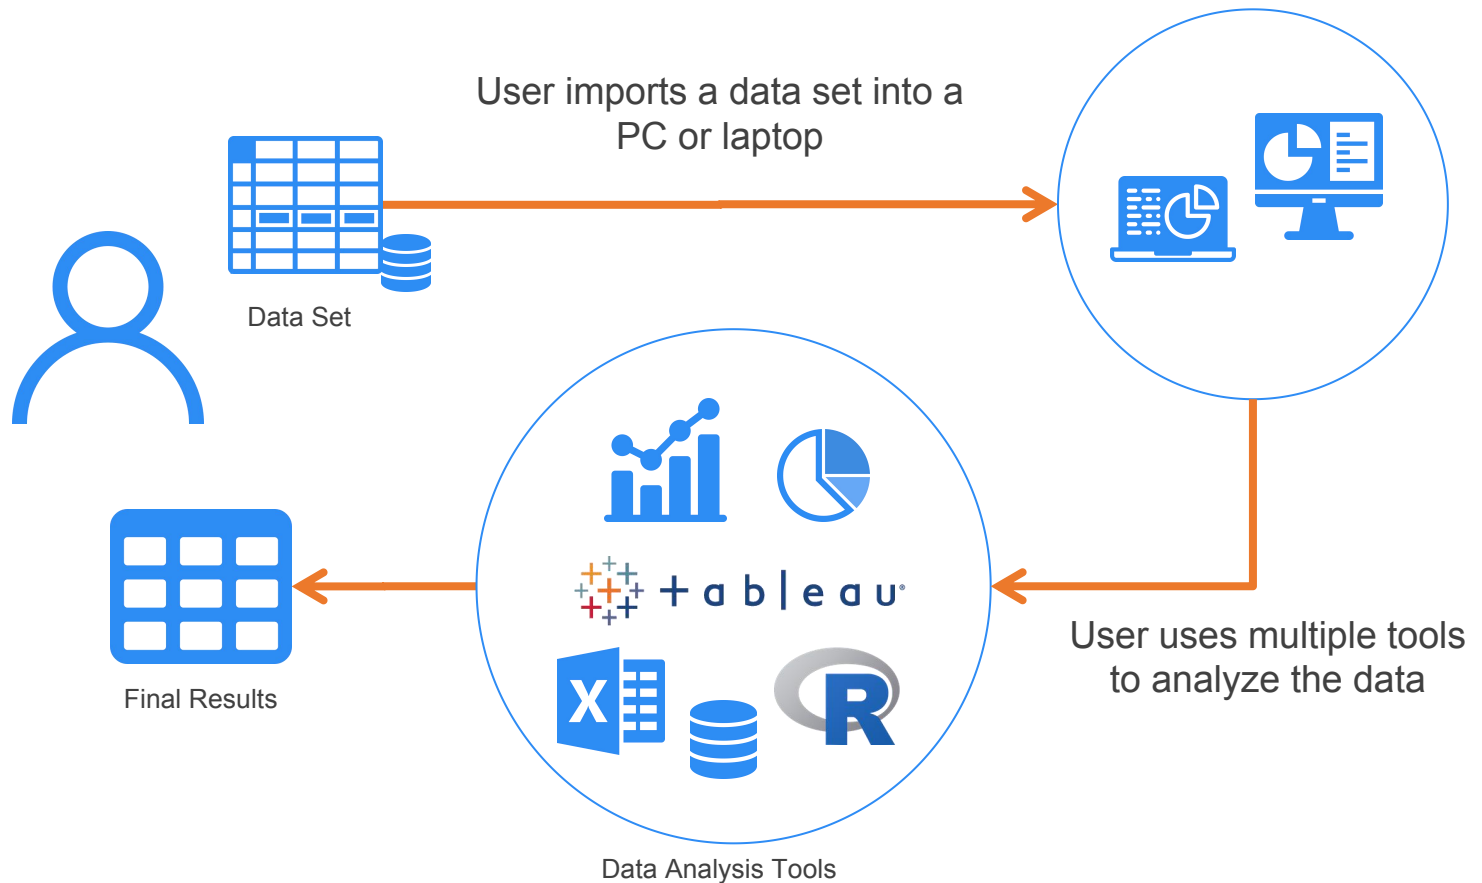 User imports a data set into a
PC or laptop
Data Set
+ableau®
X
R
User uses multiple tools
to analyze the data
Final Results
Data Analysis Tools